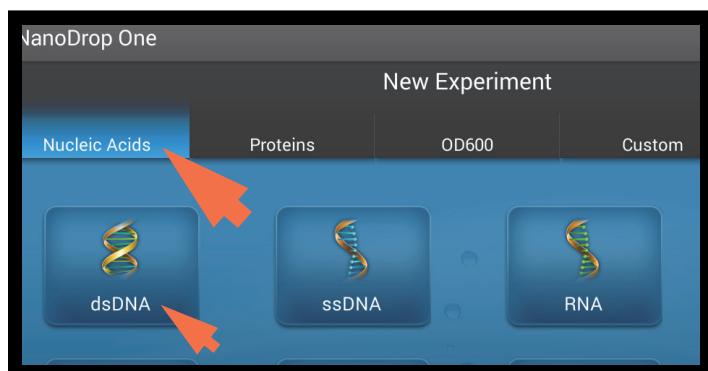 NanoDrop One
New Experiment
Nucleic Acids Proteins OD600 Custom
dsDNA ssDNA RNA